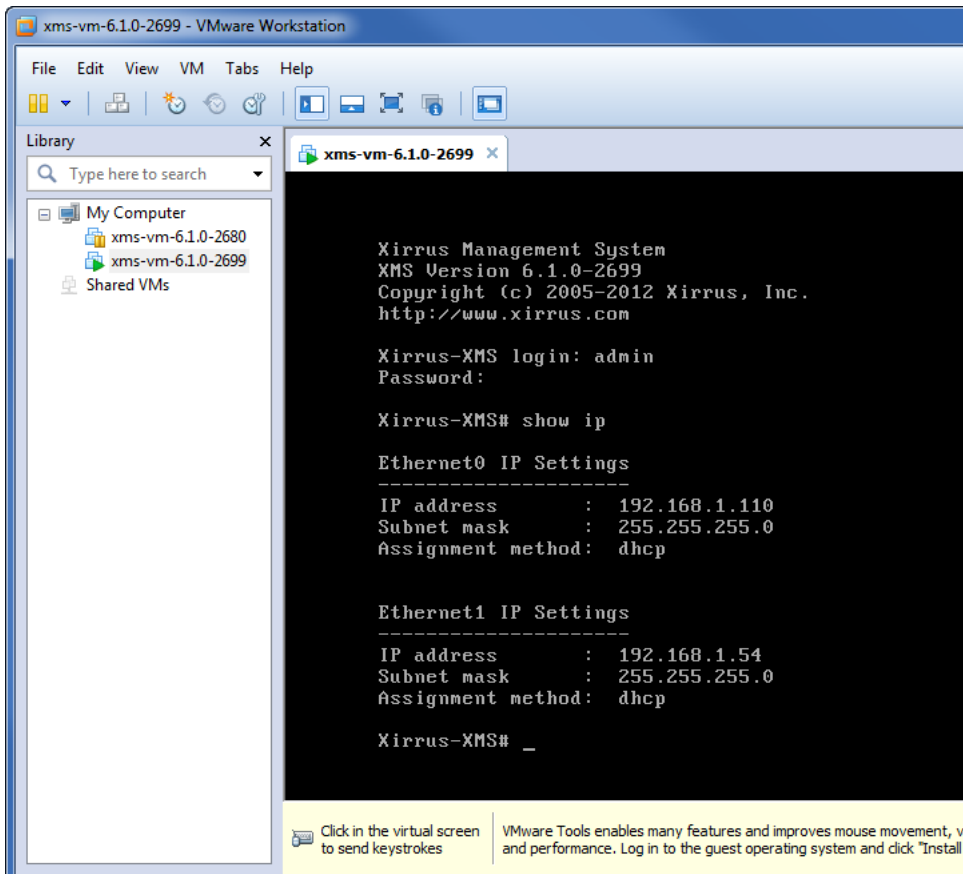 xms-vm-6.1.0-2699 - VMware Workstation
File Edit View VM Tabs Help
Library
xms-vm-6.1.0-2699
Type here to search
My Computer
xms-vm-6.1.0-2680
xms-vm-6.1.0-2699
Shared VMs
Xirrus Management System
XMS Version 6.1.0-2699
Copyright (c) 2005-2012 Xirrus, Inc.
http://www.xirrus.com
Xirrus-XMS login: admin
Password:
Xirrus-XMS# show ip
Ethernet0 IP Settings
----------------------
IP address : 192.168.1.110
Subnet mask : 255.255.255.0
Assignment method: dhcp
Ethernet1 IP Settings
----------------------
IP address : 192.168.1.54
Subnet mask : 255.255.255.0
Assignment method: dhcp
Xirrus-XMS# _
Click in the virtual screen
to send keystrokes
VMware Tools enables many features and improves mouse movement, v
and performance. Log in to the guest operating system and click "Install